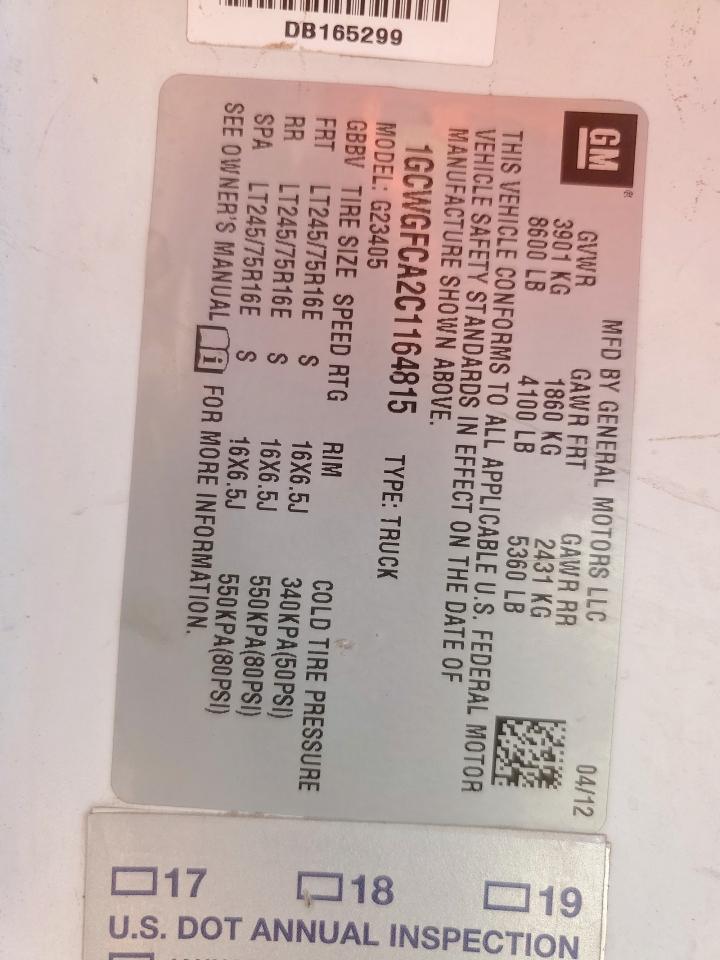 DB165299
GM®
MFD BY GENERAL MOTORS LLC 04/12
GVWR GAWR FRT GAWR RR
3901 KG 1860 KG 2431 KG
8600 LB 4100 LB 5360 LB
THIS VEHICLE CONFORMS TO ALL APPLICABLE U.S. FEDERAL MOTOR
VEHICLE SAFETY STANDARDS IN EFFECT ON THE DATE OF
MANUFACTURE SHOWN ABOVE.
1GCWGFCA2C1164815 TYPE: TRUCK
MODEL: G23405
GBBV TIRE SIZE SPEED RTG RIM COLD TIRE PRESSURE
FRT LT245/75R16E S 16X6.5J 340KPA(50PSI)
RR LT245/75R16E S 16X6.5J 550KPA(80PSI)
SPA LT245/75R16E S 16X6.5J 550KPA(80PSI)
SEE OWNER'S MANUAL FOR MORE INFORMATION.
17 18 19
U.S. DOT ANNUAL INSPECTION